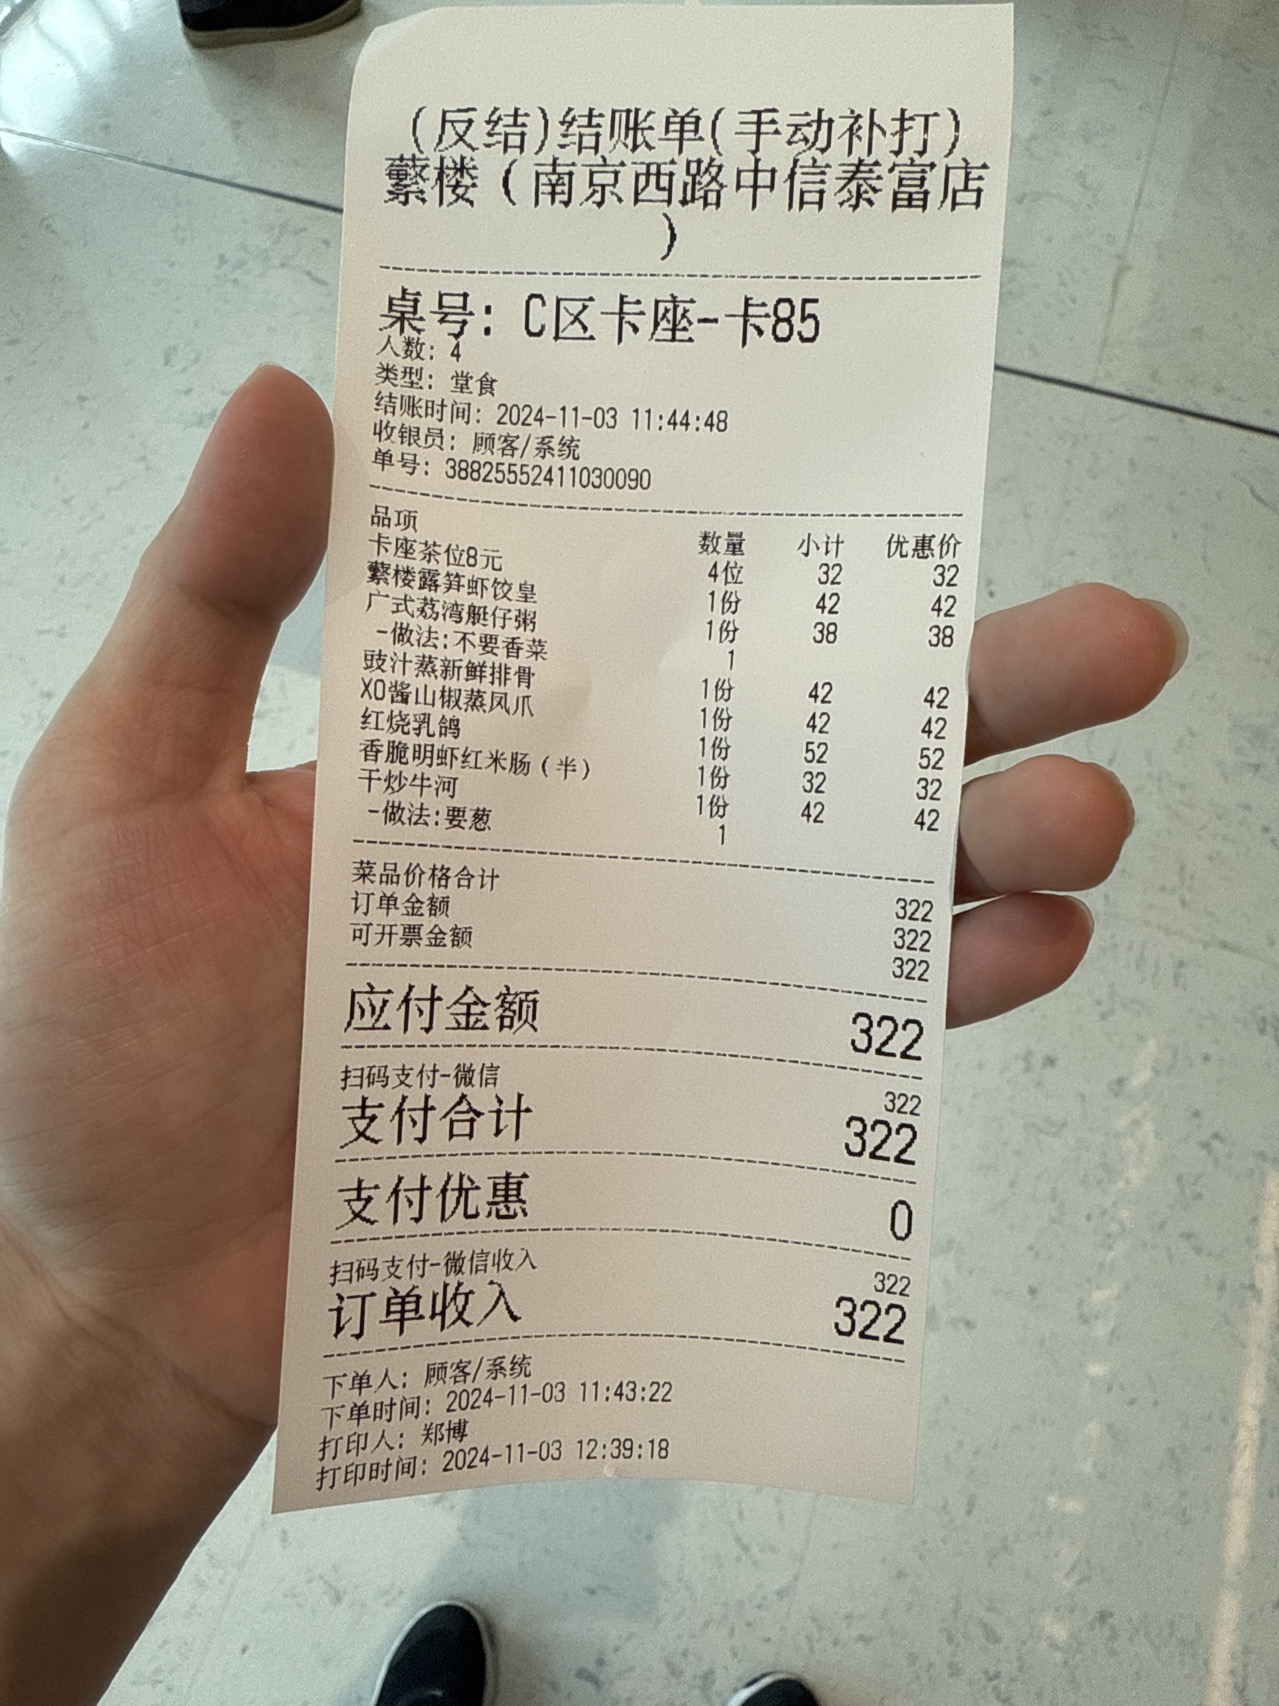 (反结)结账单(手动补打)
蘩楼（南京西路中信泰富店
）
桌号: C区卡座-卡85
人数: 4
类型: 堂食
结账时间: 2024-11-03 11:44:48
收银员: 顾客/系统
单号: 38825552411030090
品项 数量 小计 优惠价
卡座茶位8元 4位 32 32
蘩楼露笋虾饺皇 1份 42 42
广式荔湾艇仔粥 1份 38 38
-做法:不要香菜 1
豉汁蒸新鲜排骨 1份 42 42
XO酱山椒蒸凤爪 1份 42 42
红烧乳鸽 1份 52 52
香脆明虾红米肠（半） 1份 32 32
干炒牛河 1份 42 42
-做法:要葱 1
菜品价格合计 322
订单金额 322
可开票金额 322
应付金额 322
扫码支付-微信 322
支付合计 322
支付优惠 0
扫码支付-微信收入 322
订单收入 322
下单人: 顾客/系统
下单时间: 2024-11-03 11:43:22
打印人: 郑博
打印时间: 2024-11-03 12:39:18